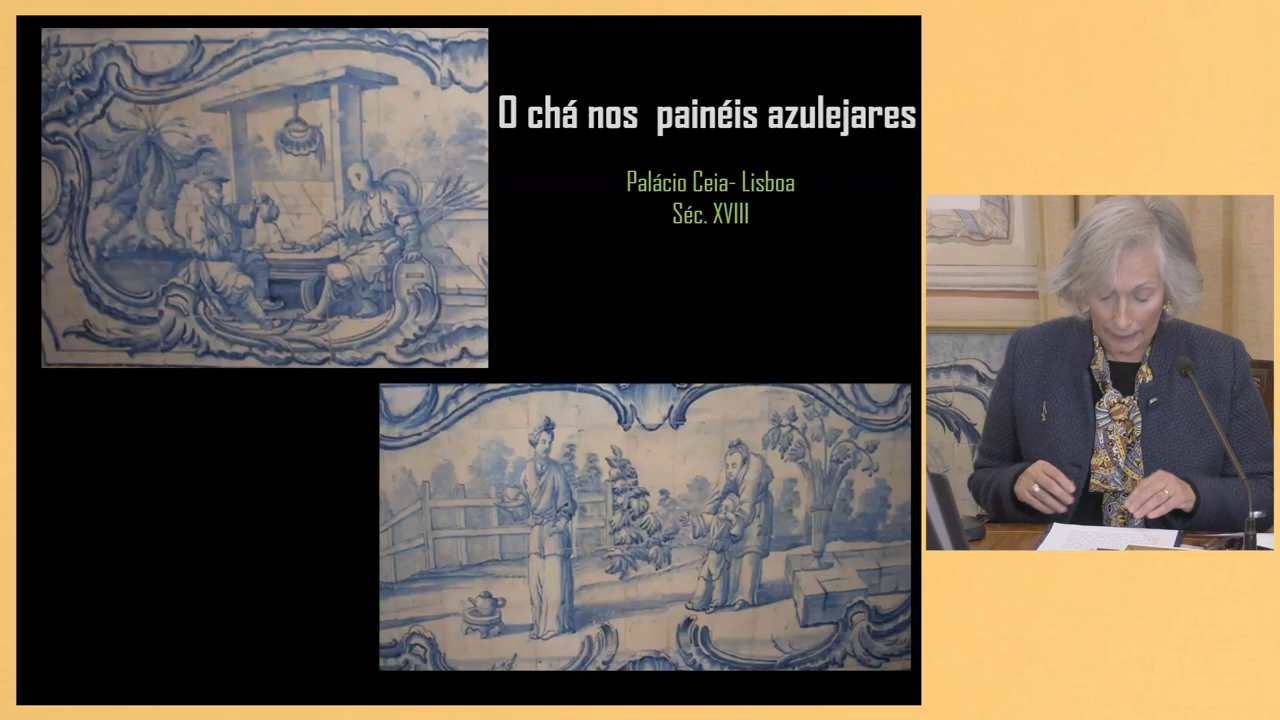 O chá nos painéis azulejares
Palácio Ceia- Lisboa
Séc. XVIII